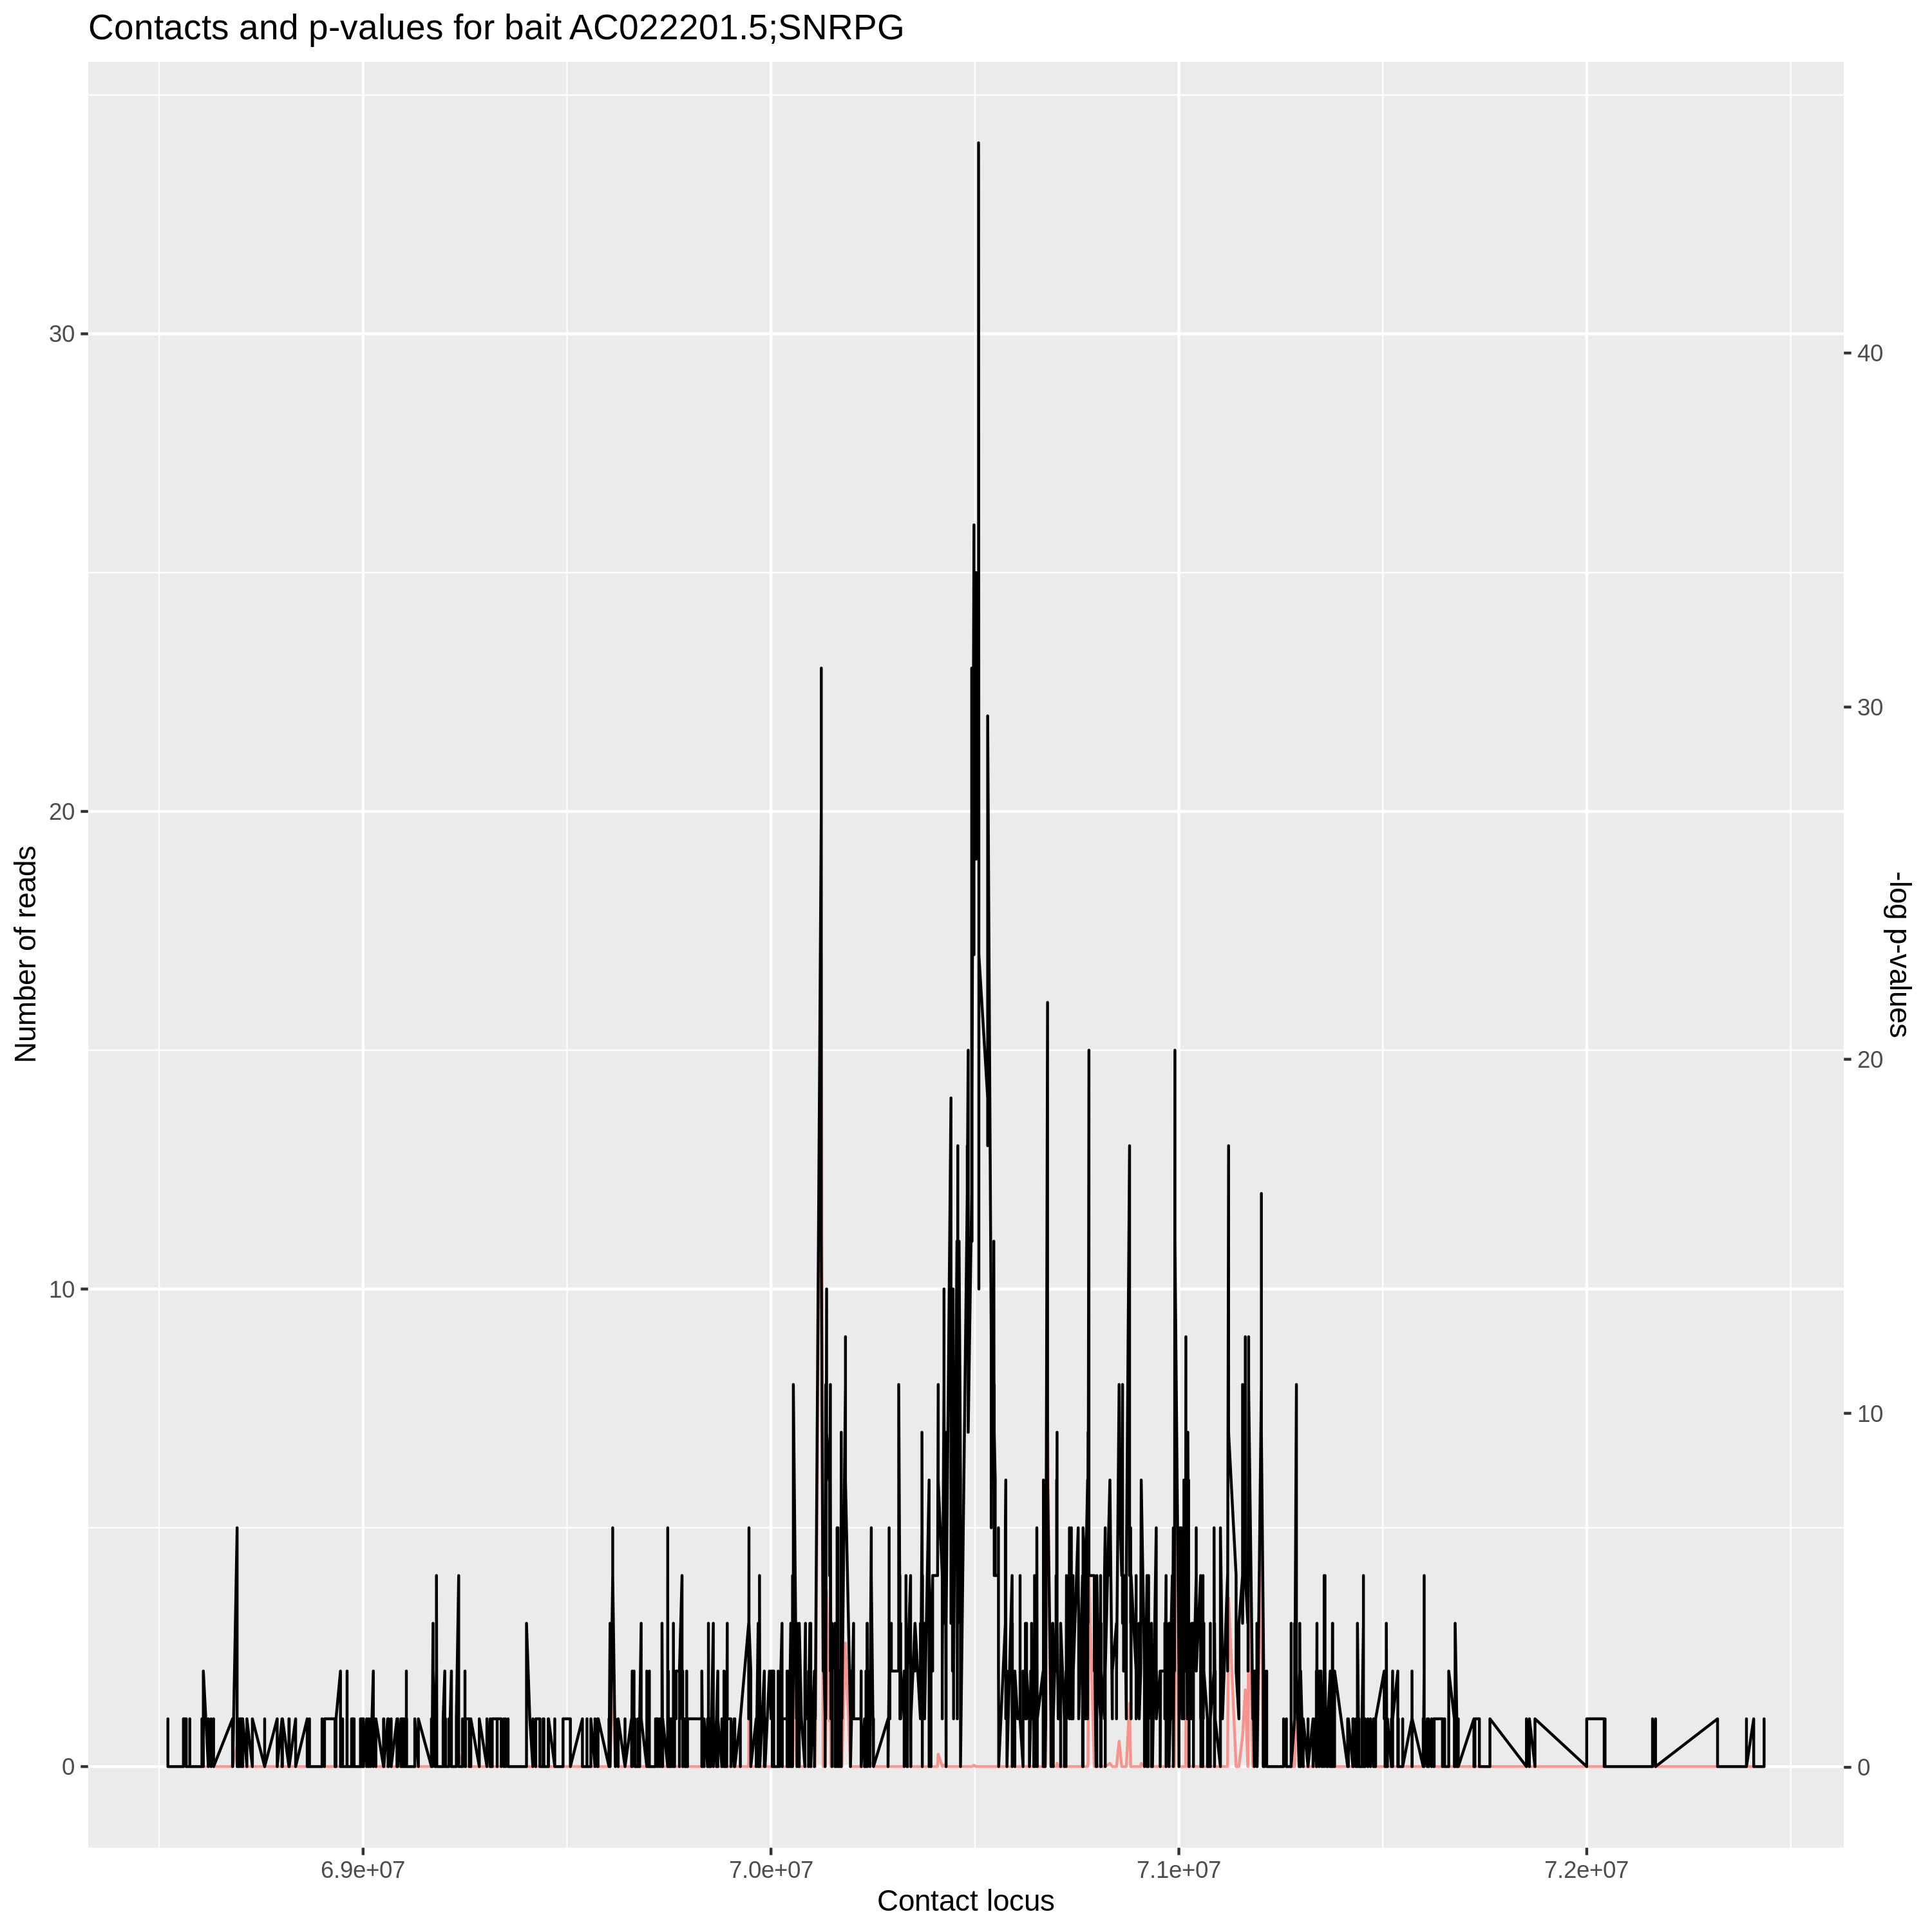 Contacts and p-values for bait AC022201.5;SNRPG
30
20
10
0
Number of reads
40
30
20
10
0
-log p-values
6.9e+07
7.0e+07
7.1e+07
7.2e+07
Contact locus